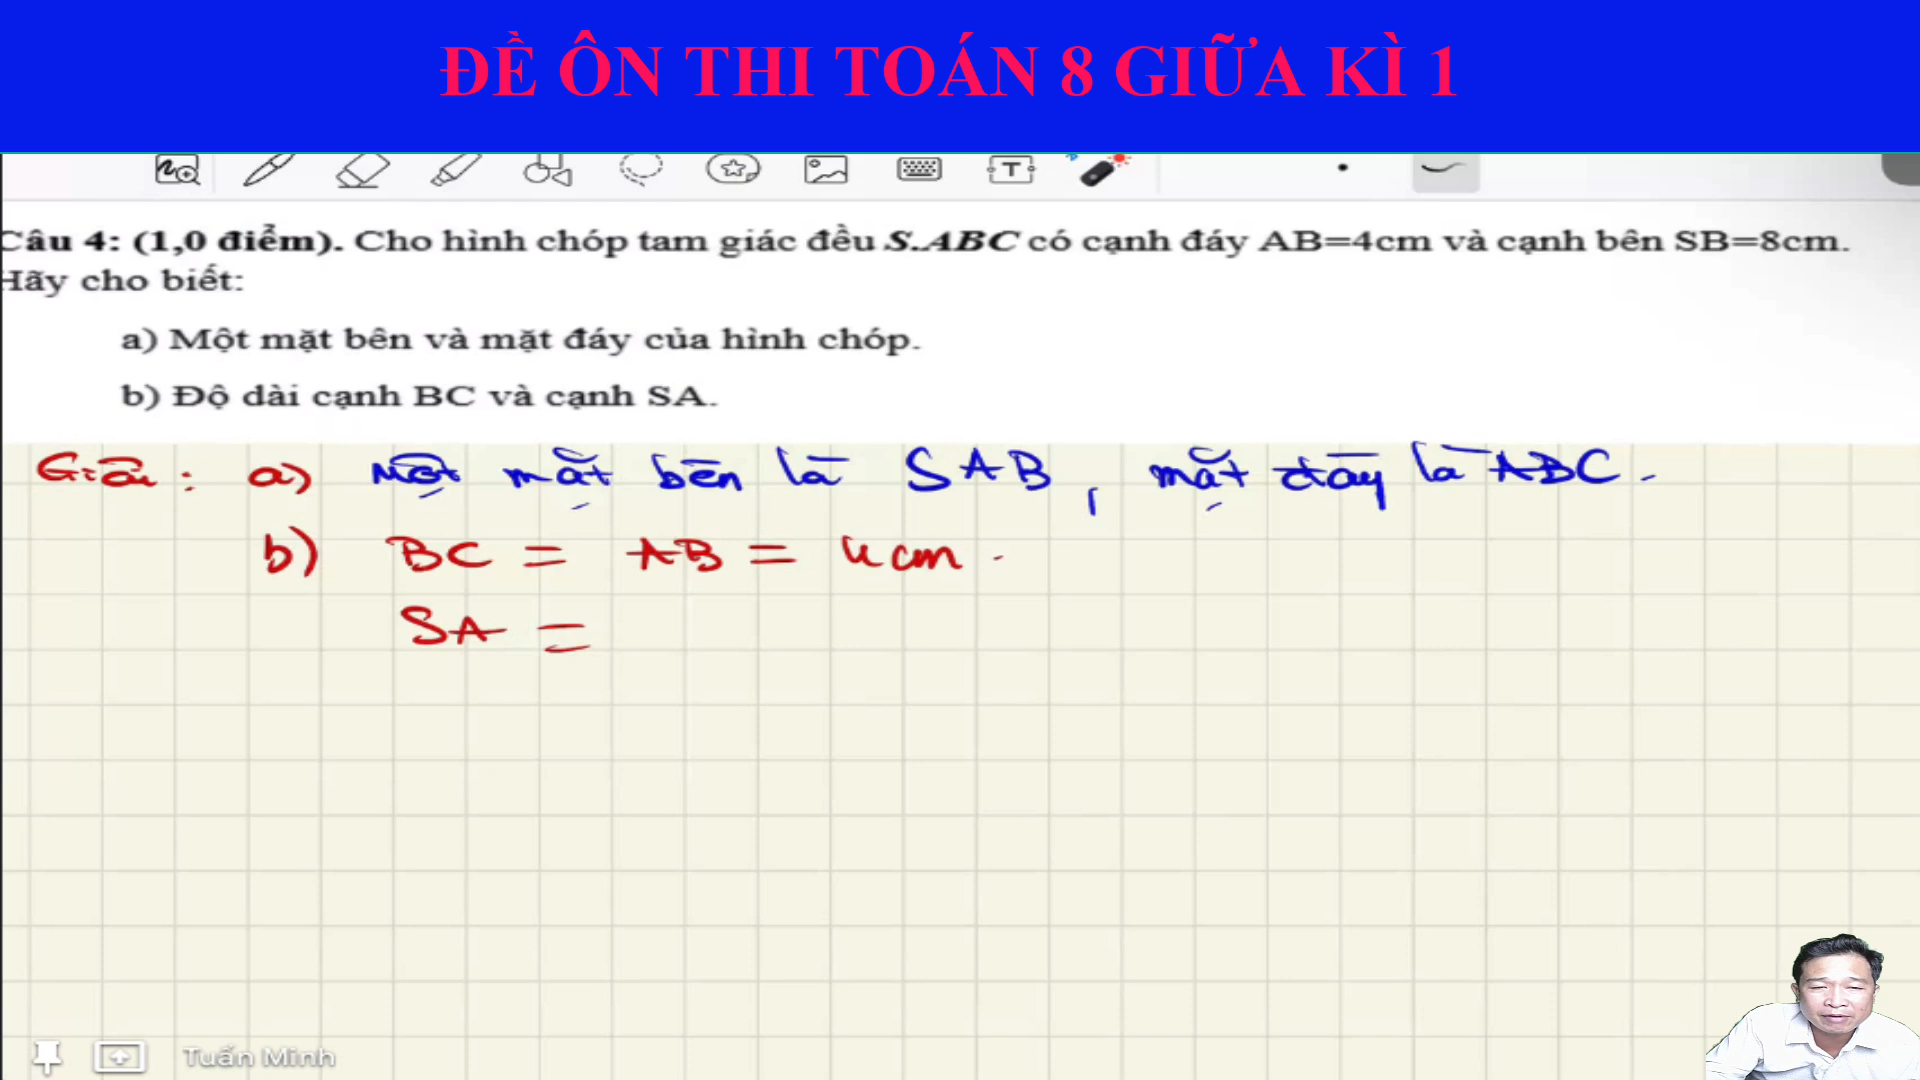 ĐỀ ÔN THI TOÁN 8 GIỮA KÌ 1
Câu 4: (1,0 điểm). Cho hình chóp tam giác đều S.ABC có cạnh đáy AB=4cm và cạnh bên SB=8cm.
Hãy cho biết:
a) Một mặt bên và mặt đáy của hình chóp.
b) Độ dài cạnh BC và cạnh SA.
Giải : a) Một mặt bên là SAB, mặt đáy là ABC.
b) BC = AB = 4cm.
SA =
Tuấn Minh